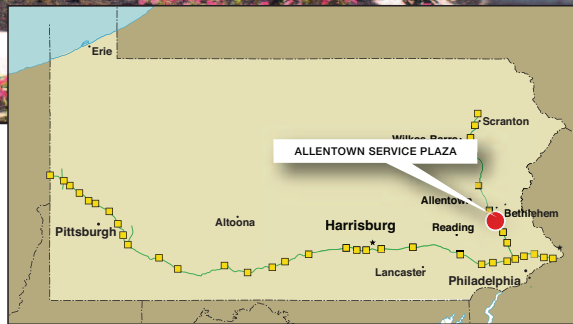 Erie
Scranton
Wilkes-Barre
ALLENTOWN SERVICE PLAZA
Allentown
Bethlehem
Altoona
Harrisburg
Reading
Pittsburgh
Lancaster
Philadelphia